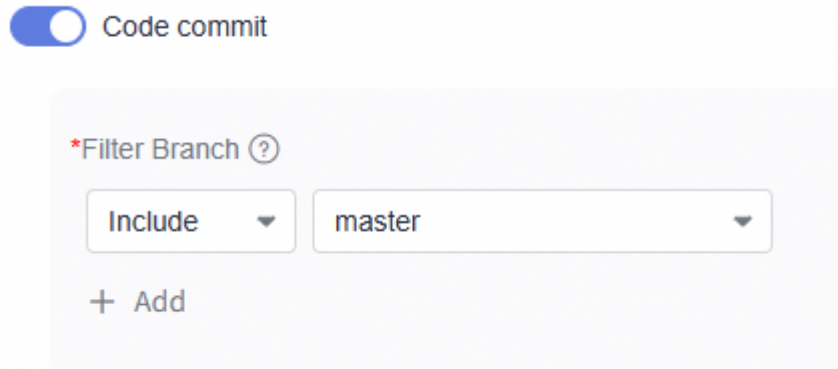 Code commit
*Filter Branch ?
Include master
+ Add